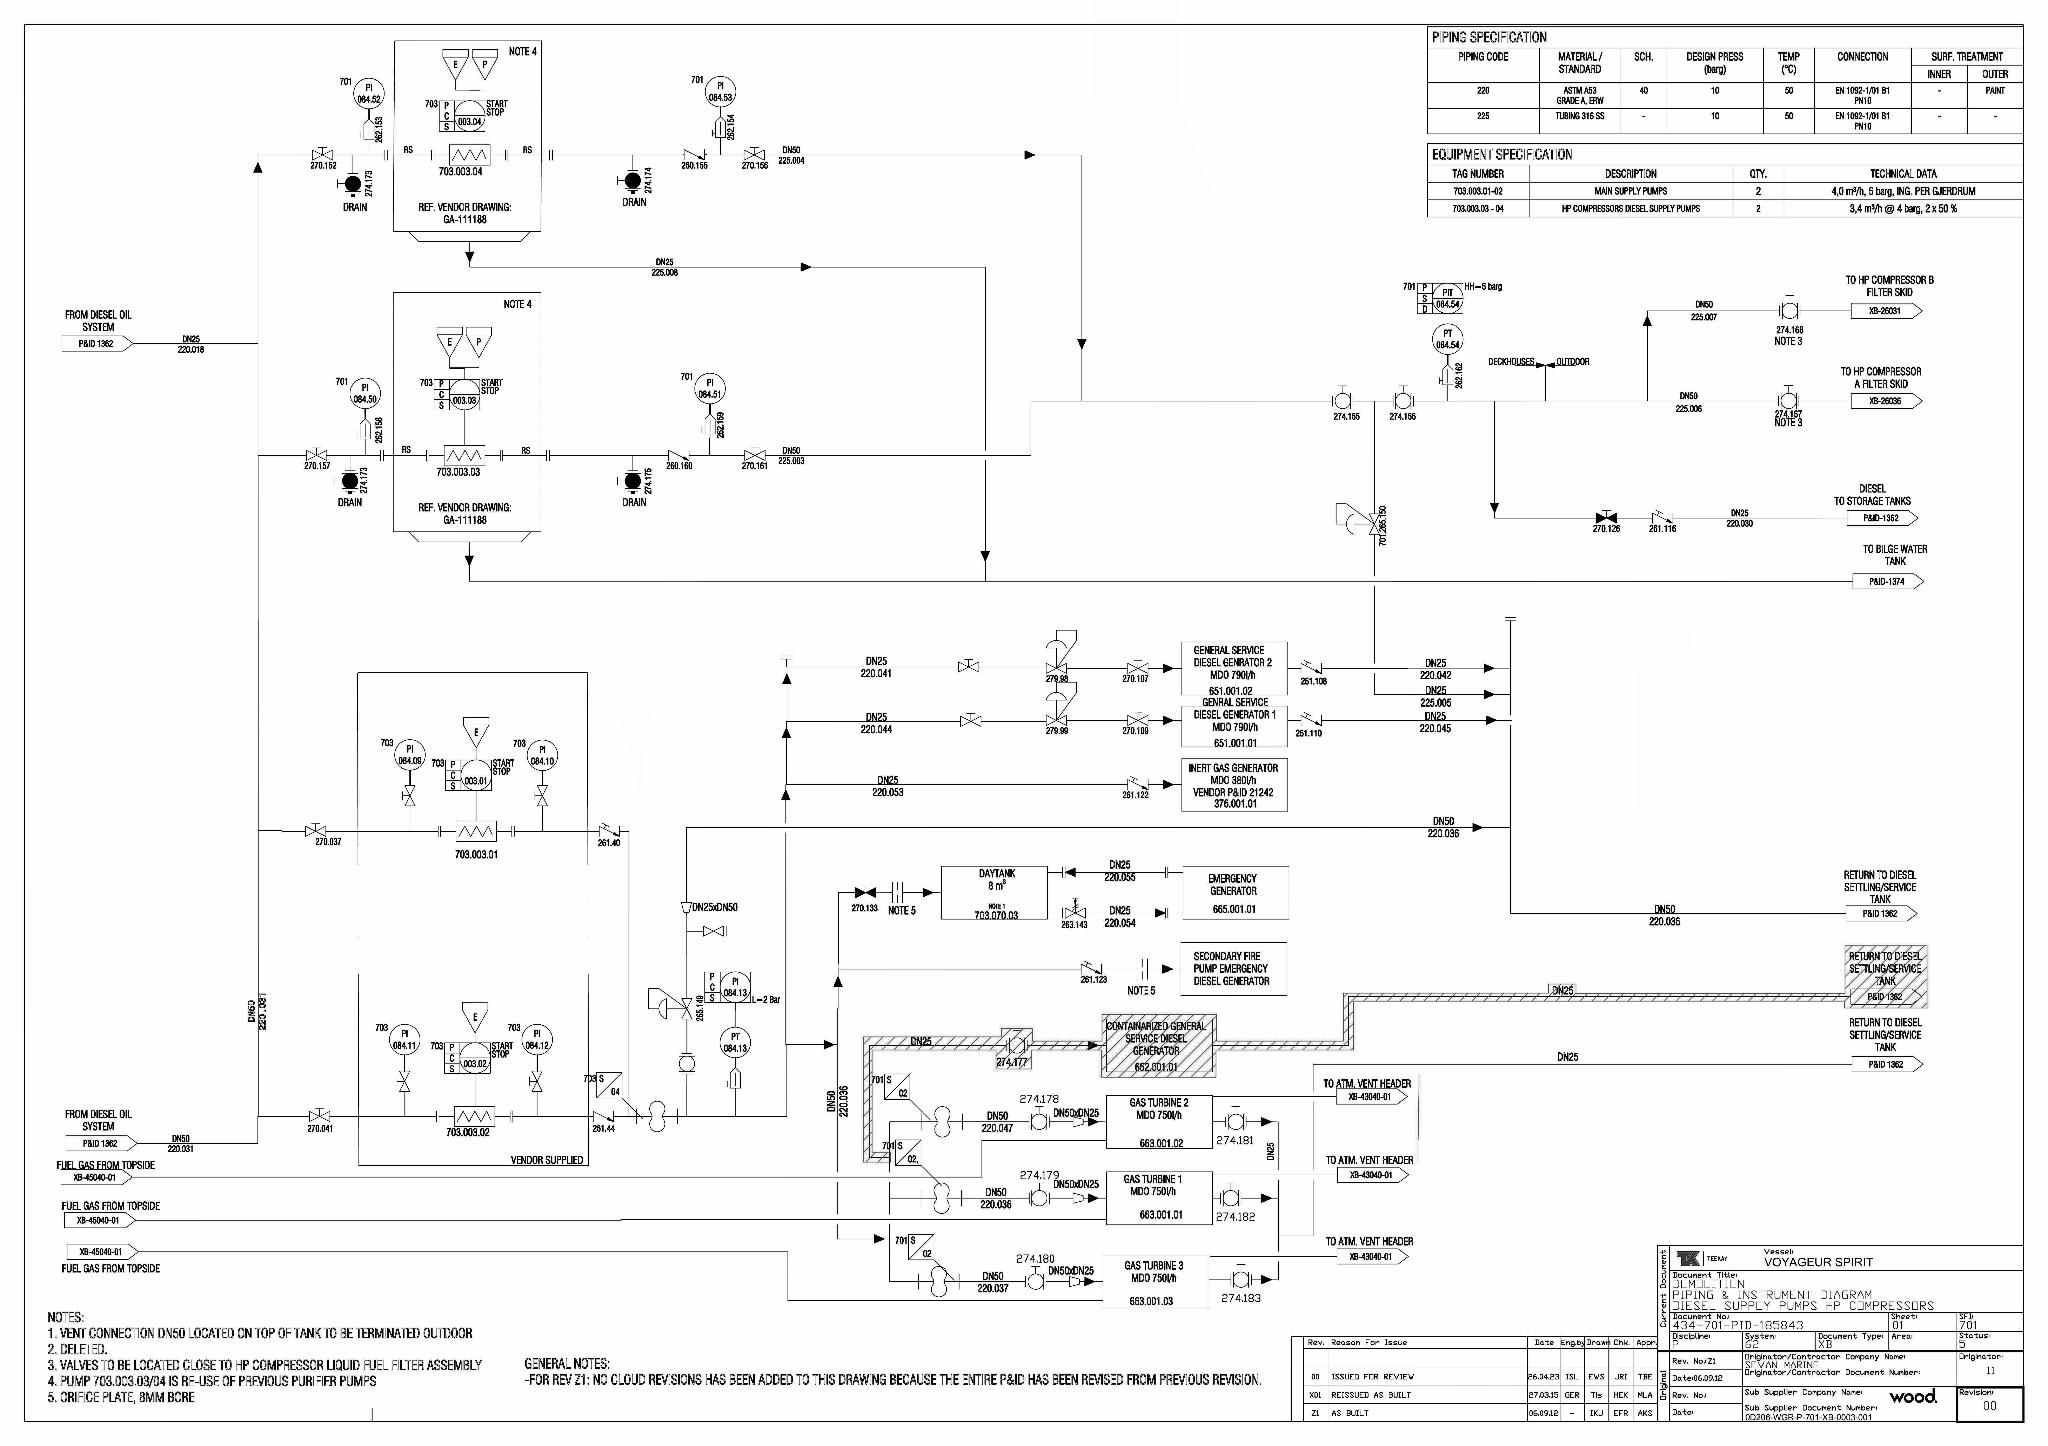 PIPING SPECIFICATION
PIPING CODE
MATERIAL / STANDARD
SCH.
DESIGN PRESS (barg)
TEMP (°C)
CONNECTION
SURF. TREATMENT
INNER
OUTER
220
ASTM A53 GRADE A, ERW
40
10
50
EN 1092-1/01 B1 PN10
-
PAINT
225
TUBING 316 SS
-
10
50
EN 1092-1/01 B1 PN10
-
-
EQUIPMENT SPECIFICATION
TAG NUMBER
DESCRIPTION
QTY.
TECHNICAL DATA
703.003.01-02
MAIN SUPPLY PUMPS
2
4,0 m³/h, 6 barg, ING. PER GJERDRUM
703.003.03 - 04
HP COMPRESSORS DIESEL SUPPLY PUMPS
2
3,4 m³/h @ 4 barg, 2 x 50 %
NOTE 4
E
P
701
PI
084.52
262.153
703
P
C
S
003.04
START
STOP
701
PI
084.53
262.154
270.152
RS
703.003.04
RS
260.155
270.156
DN50
225.004
274.173
DRAIN
274.174
DRAIN
REF. VENDOR DRAWING:
GA-111188
DN25
225.008
FROM DIESEL OIL
SYSTEM
P&ID 1362
DN25
220.018
NOTE 4
E
P
701
PI
084.50
262.158
703
P
C
S
003.03
START
STOP
701
PI
084.51
262.159
270.157
RS
703.003.03
RS
260.160
270.161
DN50
225.003
274.173
DRAIN
274.175
DRAIN
REF. VENDOR DRAWING:
GA-111188
701
P
S
D
PIT
084.54
HH=6 barg
PT
084.54
262.162
DECKHOUSES
OUTDOOR
274.165
274.166
DN50
225.007
274.168
NOTE 3
TO HP COMPRESSOR B
FILTER SKID
XB-26031
DN50
225.006
274.167
NOTE 3
TO HP COMPRESSOR
A FILTER SKID
XB-26036
701.265.150
270.126
261.116
DN25
220.030
DIESEL
TO STORAGE TANKS
P&ID-1362
TO BILGE WATER
TANK
P&ID-1374
DN25
220.041
279.98
270.107
GENERAL SERVICE
DIESEL GENIRATOR 2
MDO 790l/h
651.001.02
261.108
DN25
220.042
DN25
225.005
DN25
220.044
279.99
270.109
GENRAL SERVICE
DIESEL GENERATOR 1
MDO 790l/h
651.001.01
261.110
DN25
220.045
DN25
220.053
261.122
INERT GAS GENERATOR
MDO 380l/h
VENDOR P&ID 21242
376.001.01
DN50
220.036
E
703
PI
084.09
703
P
C
S
003.01
START
STOP
703
PI
084.10
270.037
703.003.01
261.40
DN25xDN50
270.133
NOTE 5
DAYTANK
8 m³
NOTE 1
703.070.03
DN25
220.055
263.143
DN25
220.054
EMERGENCY
GENERATOR
665.001.01
RETURN TO DIESEL
SETTLING/SERVICE
TANK
P&ID 1362
DN50
220.036
261.123
NOTE 5
SECONDARY FIRE
PUMP EMERGENCY
DIESEL GENERATOR
RETURN TO DIESEL
SETTLING/SERVICE
TANK
P&ID 1362
DN25
DN50
220.031
E
703
PI
084.11
703
P
C
S
003.02
START
STOP
703
PI
084.12
270.041
703.003.02
261.44
VENDOR SUPPLIED
703
S
04
265.149
P
C
S
PI
084.13
L=2 Bar
PT
084.13
DN50
220.036
DN25
274.177
CONTAINARIZED GENERAL
SERVICE DIESEL
GENERATOR
662.001.01
RETURN TO DIESEL
SETTLING/SERVICE
TANK
P&ID 1362
DN25
FROM DIESEL OIL
SYSTEM
P&ID 1362
DN50
220.031
FUEL GAS FROM TOPSIDE
XB-45040-01
FUEL GAS FROM TOPSIDE
XB-45040-01
XB-45040-01
FUEL GAS FROM TOPSIDE
701
S
02
DN50
220.047
274.178
DN50xDN25
GAS TURBINE 2
MDO 750l/h
663.001.02
274.181
TO ATM. VENT HEADER
XB-43040-01
DN25
701
S
02.
DN50
220.036
274.179
DN50xDN25
GAS TURBINE 1
MDO 750l/h
663.001.01
274.182
TO ATM. VENT HEADER
XB-43040-01
701
S
02
DN50
220.037
274.180
DN50xDN25
GAS TURBINE 3
MDO 750l/h
663.001.03
274.183
TO ATM. VENT HEADER
XB-43040-01
NOTES:
1. VENT CONNECTION DN50 LOCATED ON TOP OF TANK TO BE TERMINATED OUTDOOR
2. DELETED.
3. VALVES TO BE LOCATED CLOSE TO HP COMPRESSOR LIQUID FUEL FILTER ASSEMBLY
4. PUMP 703.003.03/04 IS RE-USE OF PREVIOUS PURIFIER PUMPS
5. ORIFICE PLATE, 8MM BORE
GENERAL NOTES:
-FOR REV Z1: NO CLOUD REVISIONS HAS BEEN ADDED TO THIS DRAWING BECAUSE THE ENTIRE P&ID HAS BEEN REVISED FROM PREVIOUS REVISION.
Rev. Reason For Issue Date Eng.by Drawn Chk. Appr.
00 ISSUED FOR REVIEW 26.04.23 ISL EWS JRI TBE
X01 REISSUED AS BUILT 27.03.15 GER TIs HEK MLA
Z1 AS BUILT 06.09.12 - IKJ EFR AKS
Current Document
Original
TK TEEKAY
Vessel:
VOYAGEUR SPIRIT
Document Title:
DEMOLITION
PIPING & INSTRUMENT DIAGRAM
DIESEL SUPPLY PUMPS HP COMPRESSORS
Document No.:
434-701-PID-185843
Sheet:
01
SFI:
701
Discipline:
P
System:
62
Document Type:
XB
Area:
Status:
5
Rev. No.: Z1
Date: 06.09.12
Originator/Contractor Company Name:
SEVAN MARINE
Originator/Contractor Document Number:
Originator:
11
Rev. No.:
Date:
Sub Supplier Company Name:
wood.
Sub Supplier Document Number:
0D206-WGR-P-701-XB-0003-001
Revision:
00